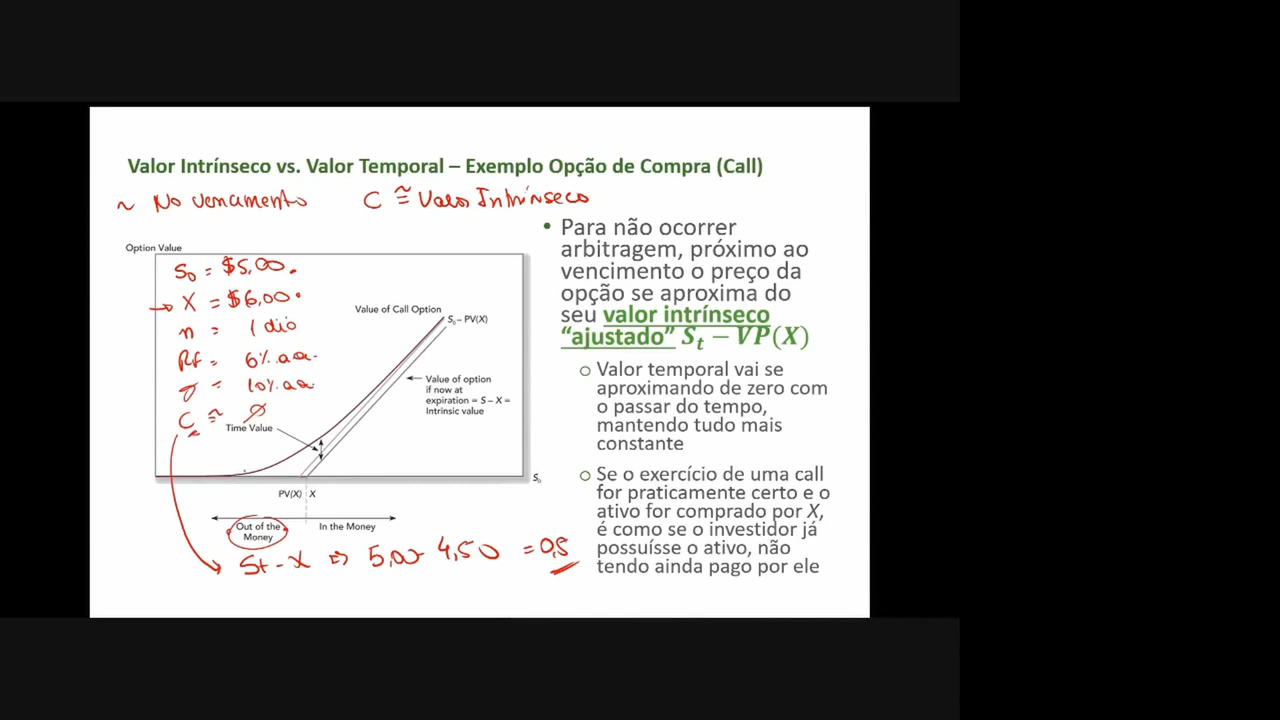 Valor Intrínseco vs. Valor Temporal – Exemplo Opção de Compra (Call)
~ No vencimento C ≅ Valor Intrínseco
Option Value
S₀ = $5,00.
→ X = $6,00.
n = 1 dia
Rf = 6% aa.
σ = 10% aa.
C ≅ ∅
Time Value
Value of Call Option
S₀ – PV(X)
Value of option
if now at
expiration = S – X =
Intrinsic value
S₀
PV(X) X
Out of the
Money
In the Money
St - X ⇒ 5,00 - 4,50 = 0,5
• Para não ocorrer
arbitragem, próximo ao
vencimento o preço da
opção se aproxima do
seu valor intrínseco
“ajustado” Sₜ − VP(X)
o Valor temporal vai se
aproximando de zero com
o passar do tempo,
mantendo tudo mais
constante
o Se o exercício de uma call
for praticamente certo e o
ativo for comprado por X,
é como se o investidor já
possuísse o ativo, não
tendo ainda pago por ele